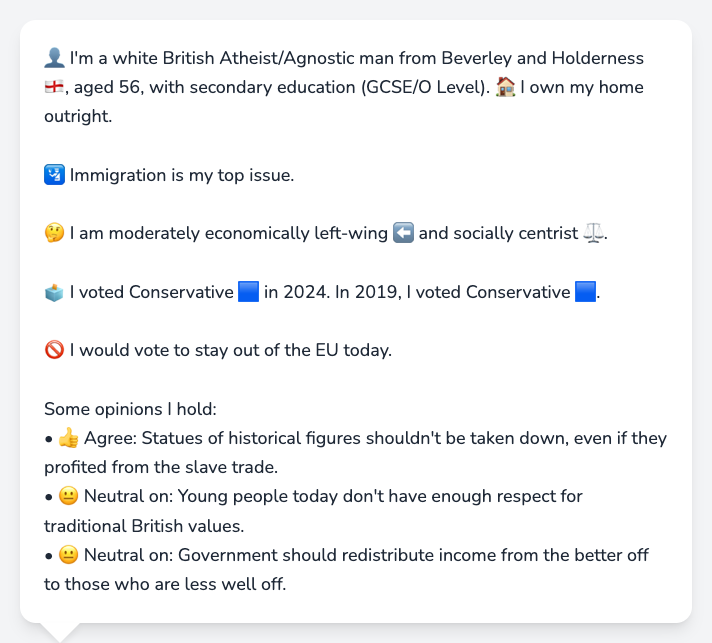 👤 I'm a white British Atheist/Agnostic man from Beverley and Holderness
🏴󠁧󠁢󠁥󠁮󠁧󠁿, aged 56, with secondary education (GCSE/O Level). 🏠 I own my home
outright.
🛂 Immigration is my top issue.
🤔 I am moderately economically left-wing ⬅️ and socially centrist ⚖️.
🗳️ I voted Conservative 🟦 in 2024. In 2019, I voted Conservative 🟦.
🚫 I would vote to stay out of the EU today.
Some opinions I hold:
• 👍 Agree: Statues of historical figures shouldn't be taken down, even if they
profited from the slave trade.
• 😐 Neutral on: Young people today don't have enough respect for
traditional British values.
• 😐 Neutral on: Government should redistribute income from the better off
to those who are less well off.